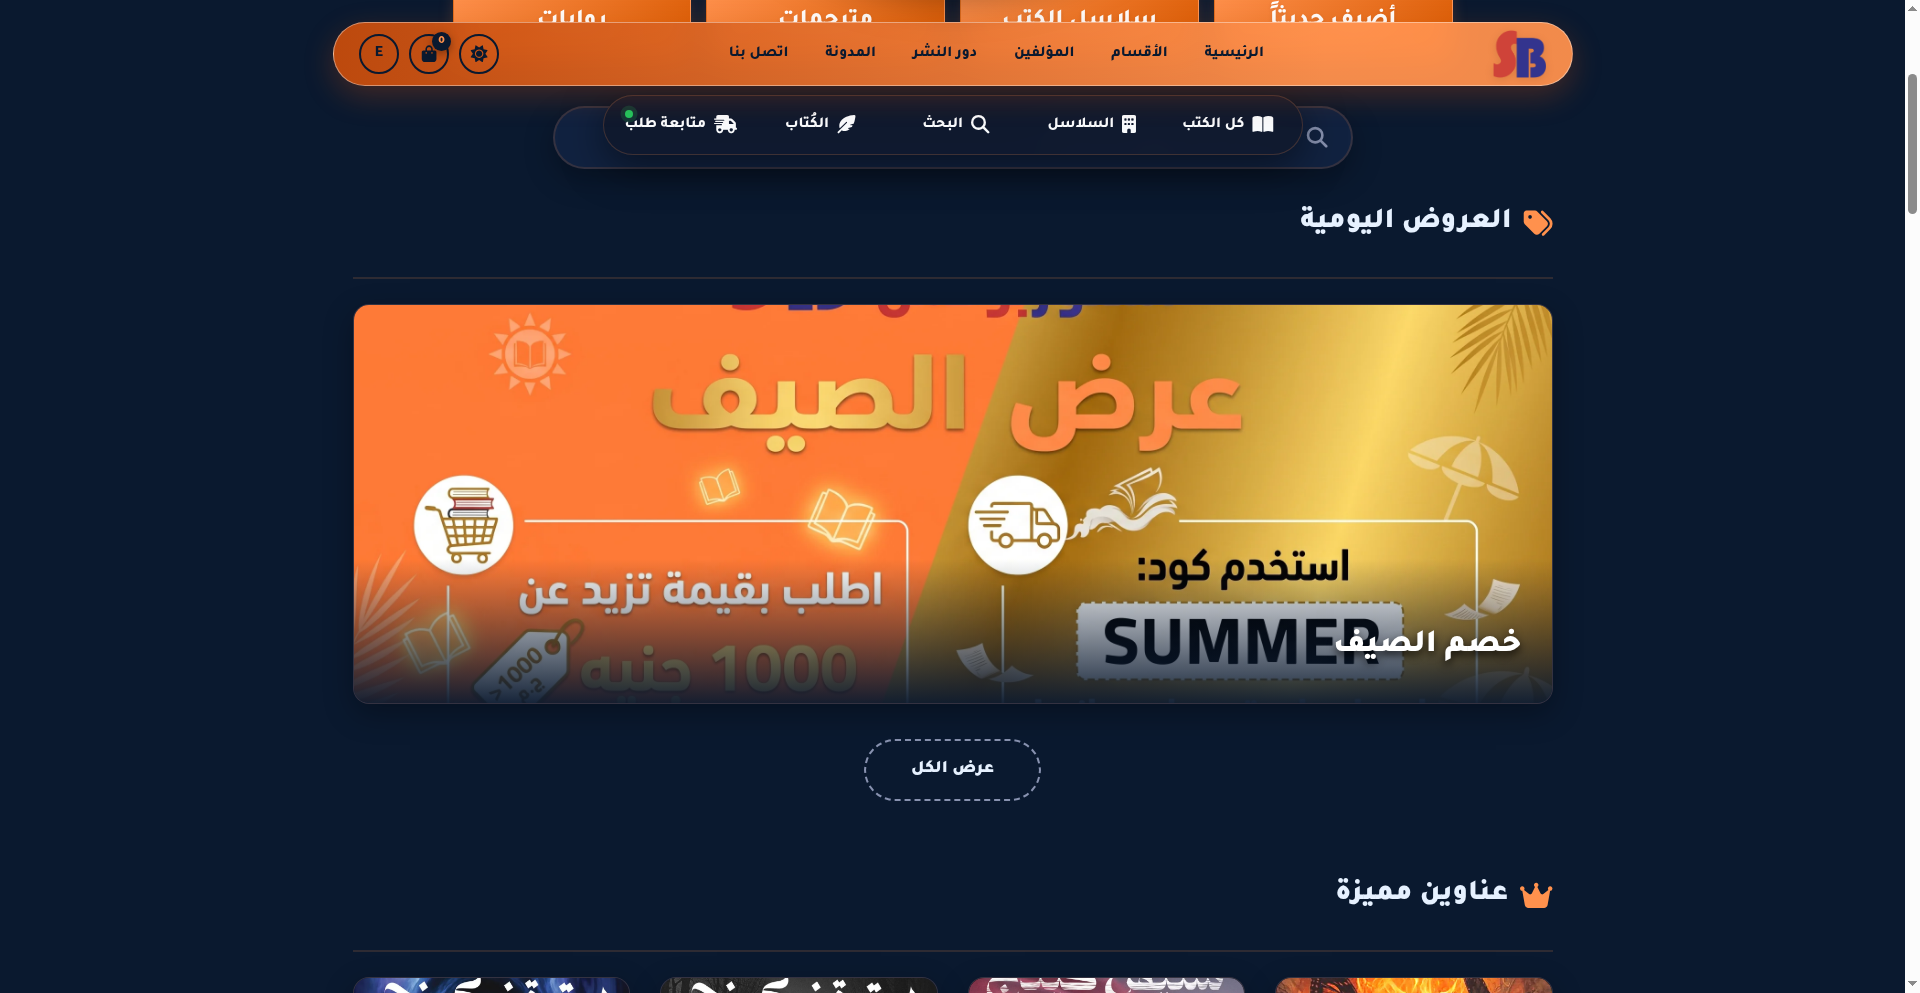 أضيف حديثاً
سلاسل الكتب
مترجمات
روايات
SB
الرئيسية
الأقسام
المؤلفين
دور النشر
المدونة
اتصل بنا
0
E
كل الكتب
السلاسل
البحث
الكُتاب
متابعة طلب
العروض اليومية
عرض الصيف
استخدم كود:
SUMMER
خصم الصيف
اطلب بقيمة تزيد عن
1000 جنيه
>1000
ج.م
عرض الكل
عناوين مميزة